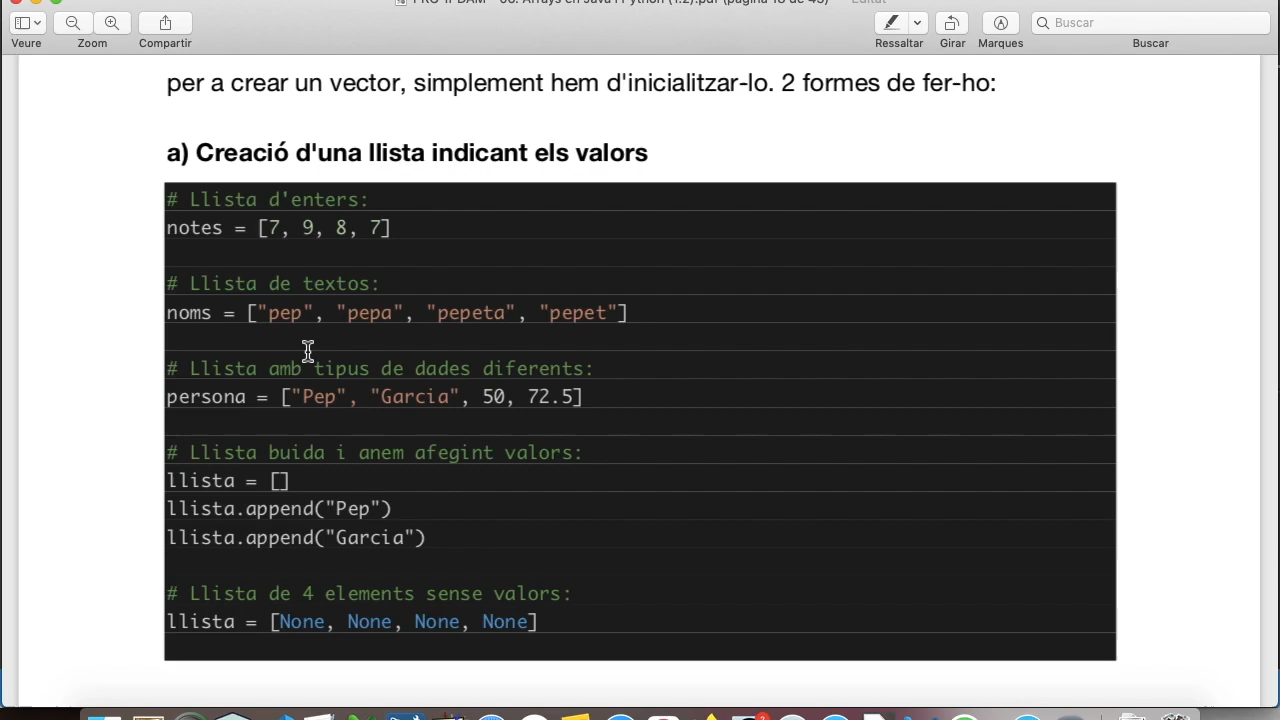 Veure
Zoom
Compartir
Ressaltar
Girar
Marques
Buscar
Buscar
per a crear un vector, simplement hem d'inicialitzar-lo. 2 formes de fer-ho:
a) Creació d'una llista indicant els valors
# Llista d'enters:
notes = [7, 9, 8, 7]
# Llista de textos:
noms = ["pep", "pepa", "pepeta", "pepet"]
# Llista amb tipus de dades diferents:
persona = ["Pep", "Garcia", 50, 72.5]
# Llista buida i anem afegint valors:
llista = []
llista.append("Pep")
llista.append("Garcia")
# Llista de 4 elements sense valors:
llista = [None, None, None, None]